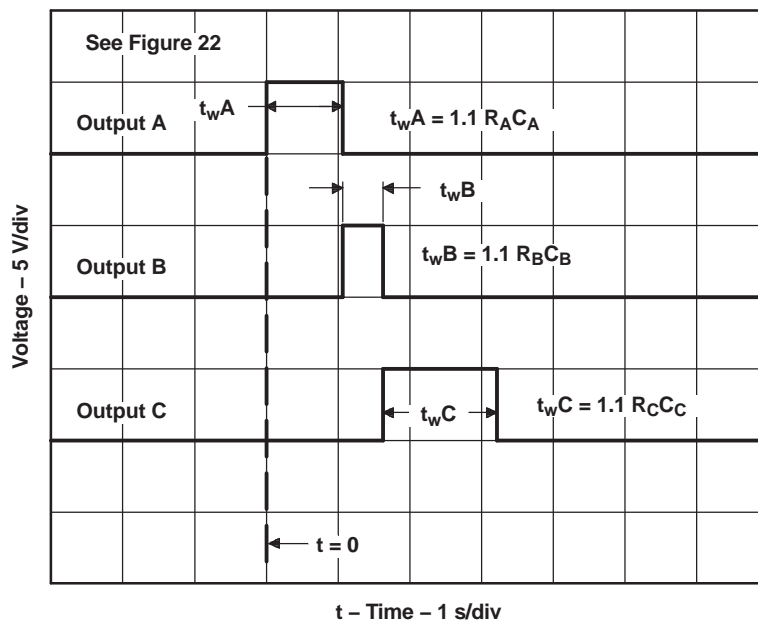 See Figure 22
twA
Output A
twA = 1.1 RACA
twB
Output B
twB = 1.1 RBCB
Output C
twC
twC = 1.1 RCCC
t = 0
Voltage – 5 V/div
t – Time – 1 s/div